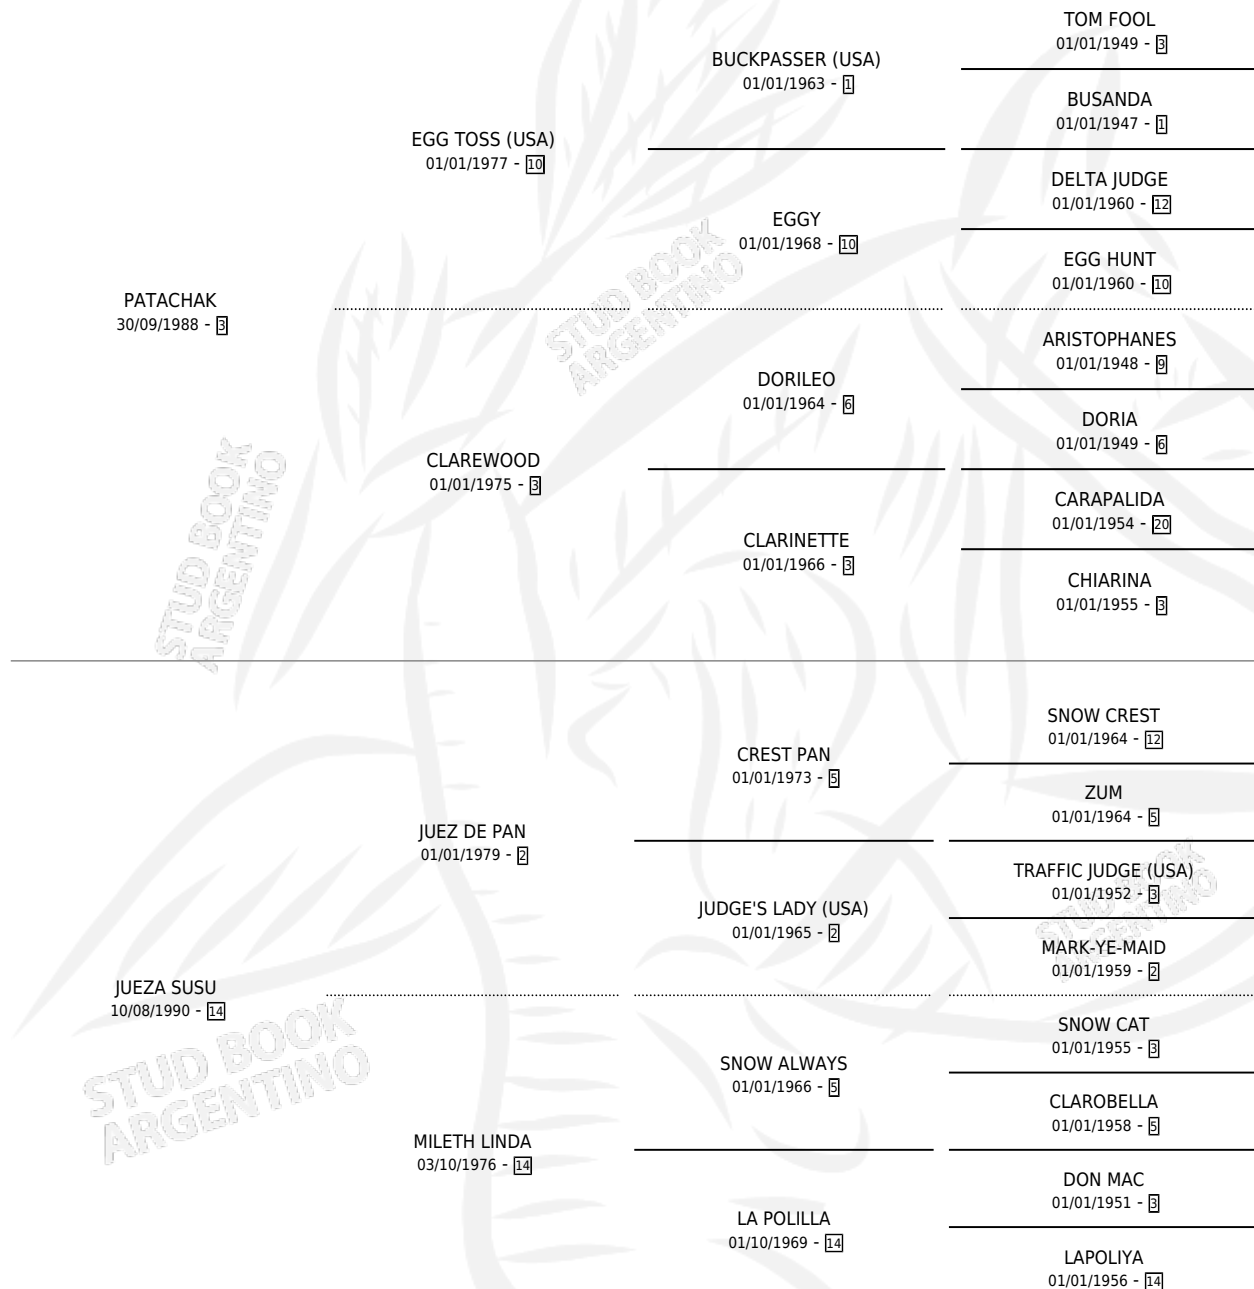 TOM FOOL
01/01/1949 - 3
BUCKPASSER (USA)
01/01/1963 - 1
BUSANDA
01/01/1947 - 1
EGG TOSS (USA)
01/01/1977 - 10
DELTA JUDGE
01/01/1960 - 12
EGGY
01/01/1968 - 10
EGG HUNT
01/01/1960 - 10
PATACHAK
30/09/1988 - 3
ARISTOPHANES
01/01/1948 - 9
DORILEO
01/01/1964 - 6
DORIA
01/01/1949 - 6
CLAREWOOD
01/01/1975 - 3
CARAPALIDA
01/01/1954 - 20
CLARINETTE
01/01/1966 - 3
CHIARINA
01/01/1955 - 3
SNOW CREST
01/01/1964 - 12
CREST PAN
01/01/1973 - 5
ZUM
01/01/1964 - 5
JUEZ DE PAN
01/01/1979 - 2
TRAFFIC JUDGE (USA)
01/01/1952 - 3
JUDGE'S LADY (USA)
01/01/1965 - 2
MARK-YE-MAID
01/01/1959 - 2
JUEZA SUSU
10/08/1990 - 14
SNOW CAT
01/01/1955 - 3
SNOW ALWAYS
01/01/1966 - 5
CLAROBELLA
01/01/1958 - 5
MILETH LINDA
03/10/1976 - 14
DON MAC
01/01/1951 - 3
LA POLILLA
01/10/1969 - 14
LAPOLIYA
01/01/1956 - 14
STUD BOOK
ARGENTINO
STUD BOOK
ARGENTINO
STUD BOOK
ARGENTINO
STUD BOOK
ARGENTINO